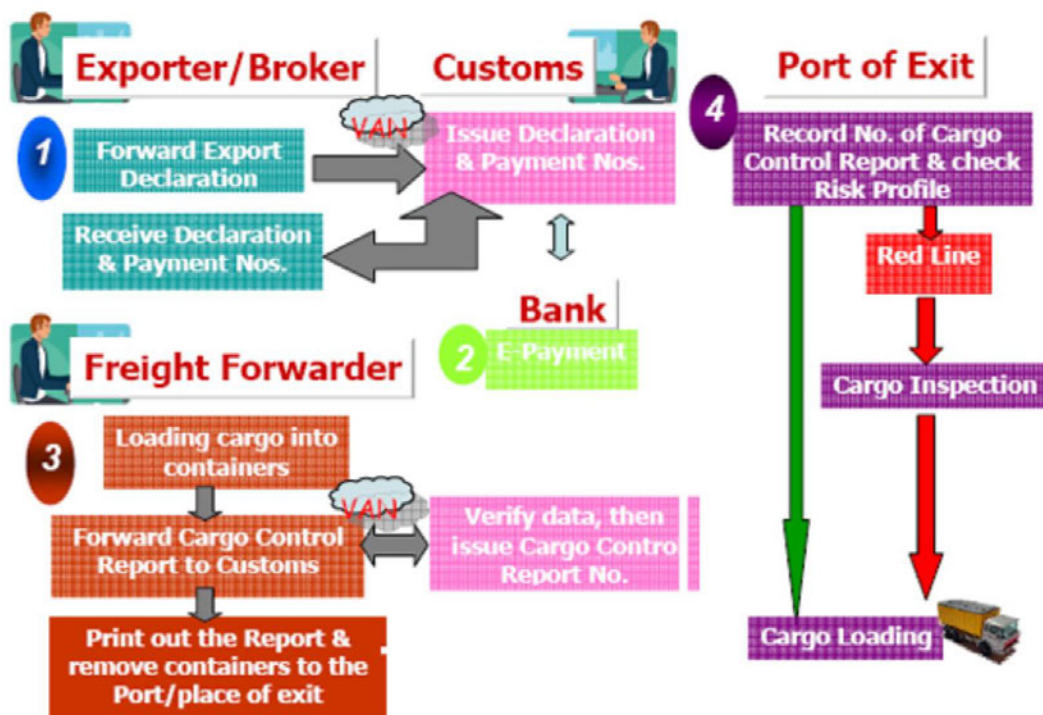 Exporter/Broker
Customs
Port of Exit
1
Forward Export
Declaration
VAN
Issue Declaration
& Payment Nos.
Receive Declaration
& Payment Nos.
Bank
2
E-Payment
Freight Forwarder
3
Loading cargo into
containers
Forward Cargo Control
Report to Customs
VAN
Verify data, then
issue Cargo Contro
Report No.
Print out the Report &
remove containers to the
Port/place of exit
4
Record No. of Cargo
Control Report & check
Risk Profile
Red Line
Cargo Inspection
Cargo Loading